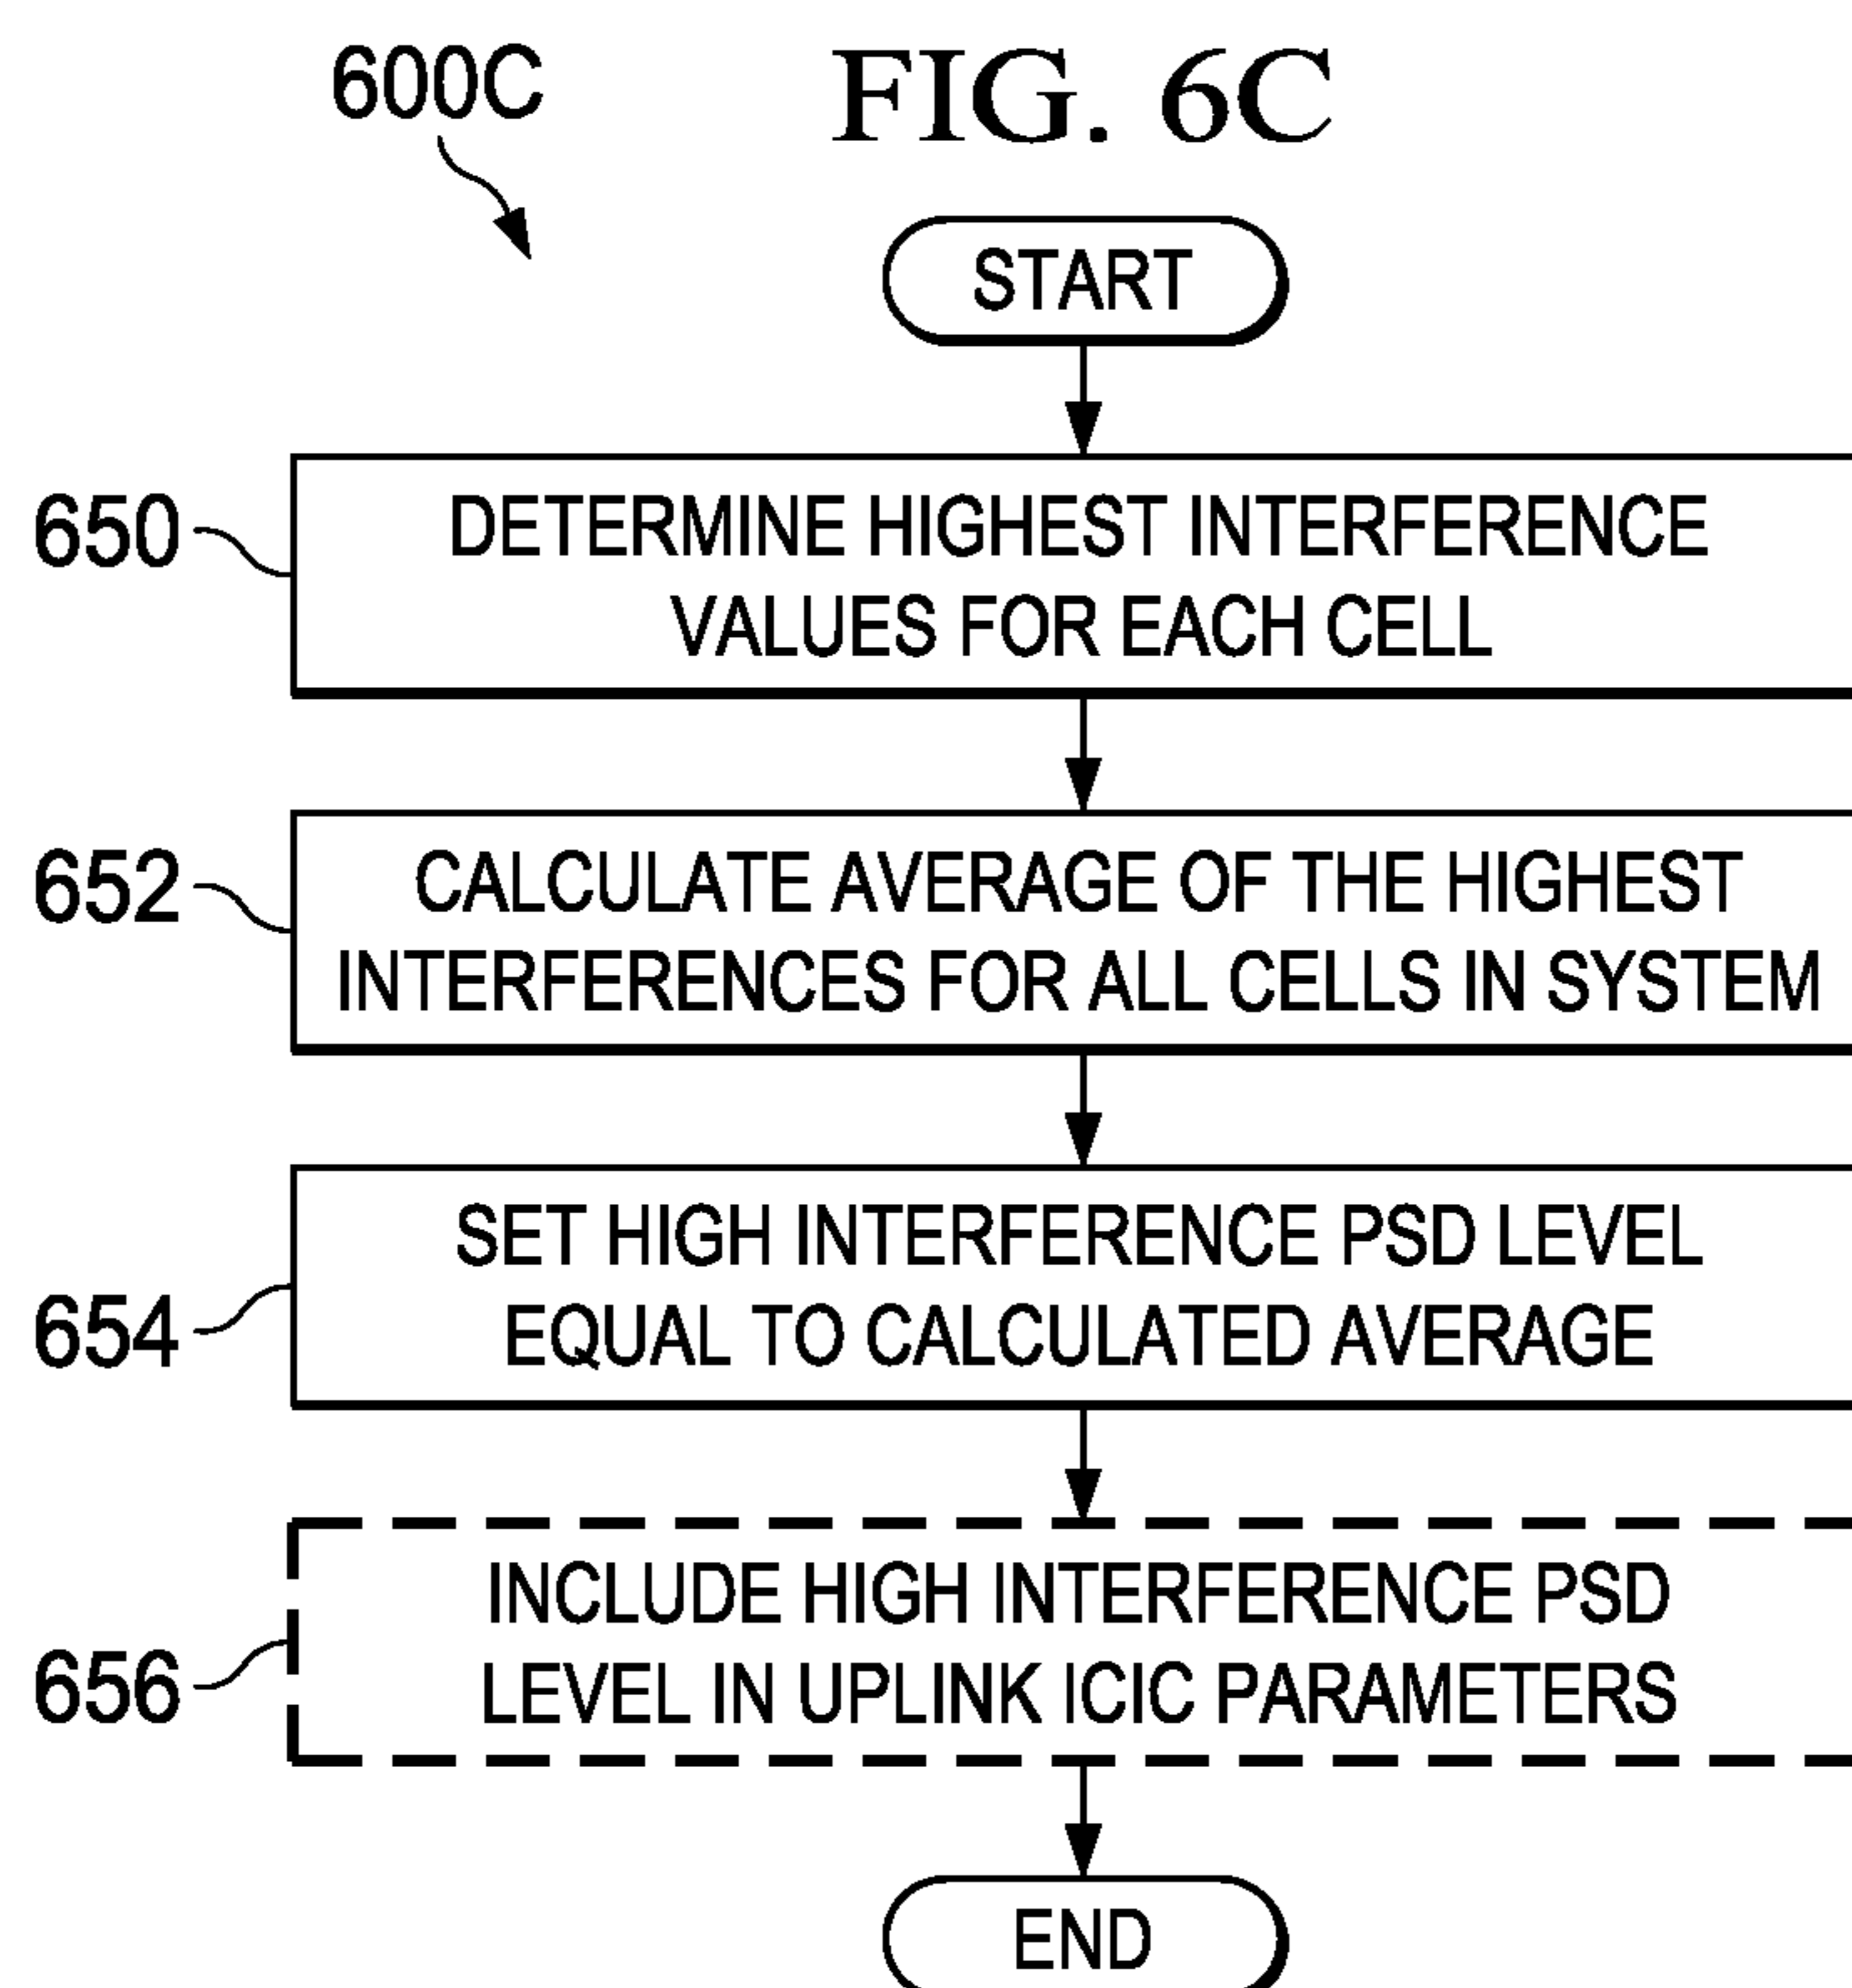 600C
FIG. 6C
START
650
DETERMINE HIGHEST INTERFERENCE
VALUES FOR EACH CELL
652
CALCULATE AVERAGE OF THE HIGHEST
INTERFERENCES FOR ALL CELLS IN SYSTEM
654
SET HIGH INTERFERENCE PSD LEVEL
EQUAL TO CALCULATED AVERAGE
656
INCLUDE HIGH INTERFERENCE PSD
LEVEL IN UPLINK ICIC PARAMETERS
END